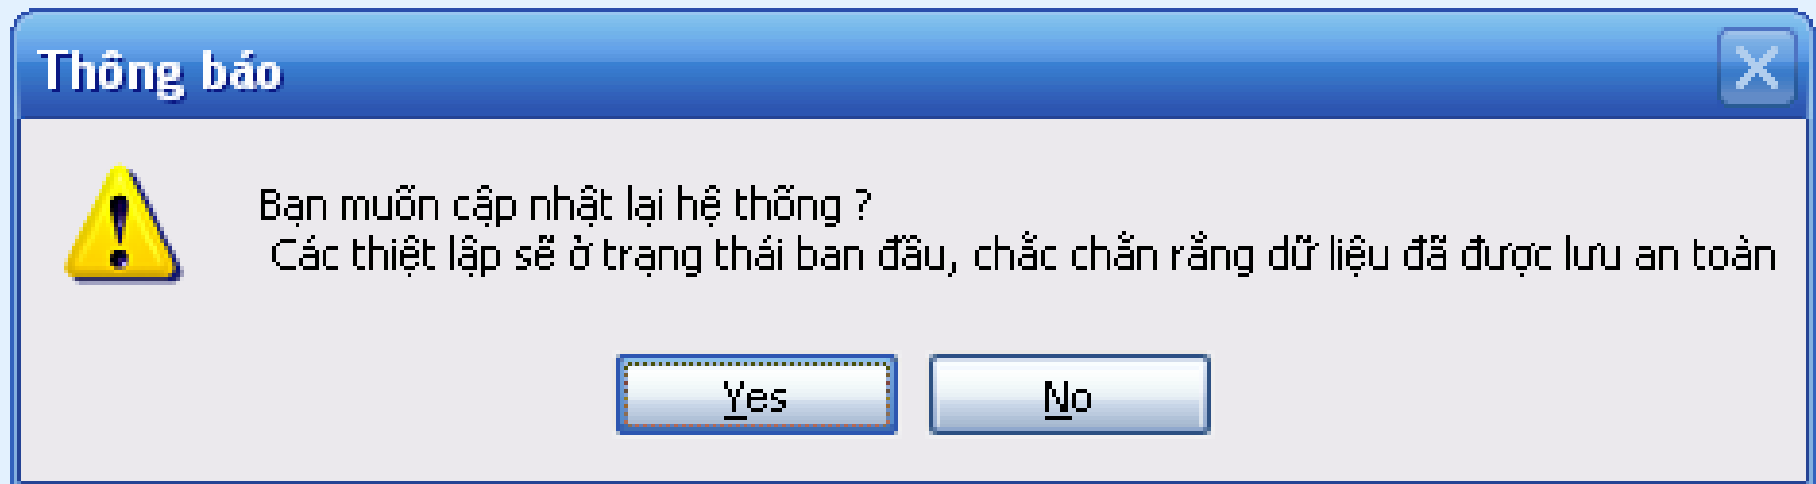 Thông báo
Bạn muốn cập nhật lại hệ thống ?
Các thiệt lập sẽ ở trạng thái ban đầu, chắc chắn rằng dữ liệu đã được lưu an toàn
Yes No